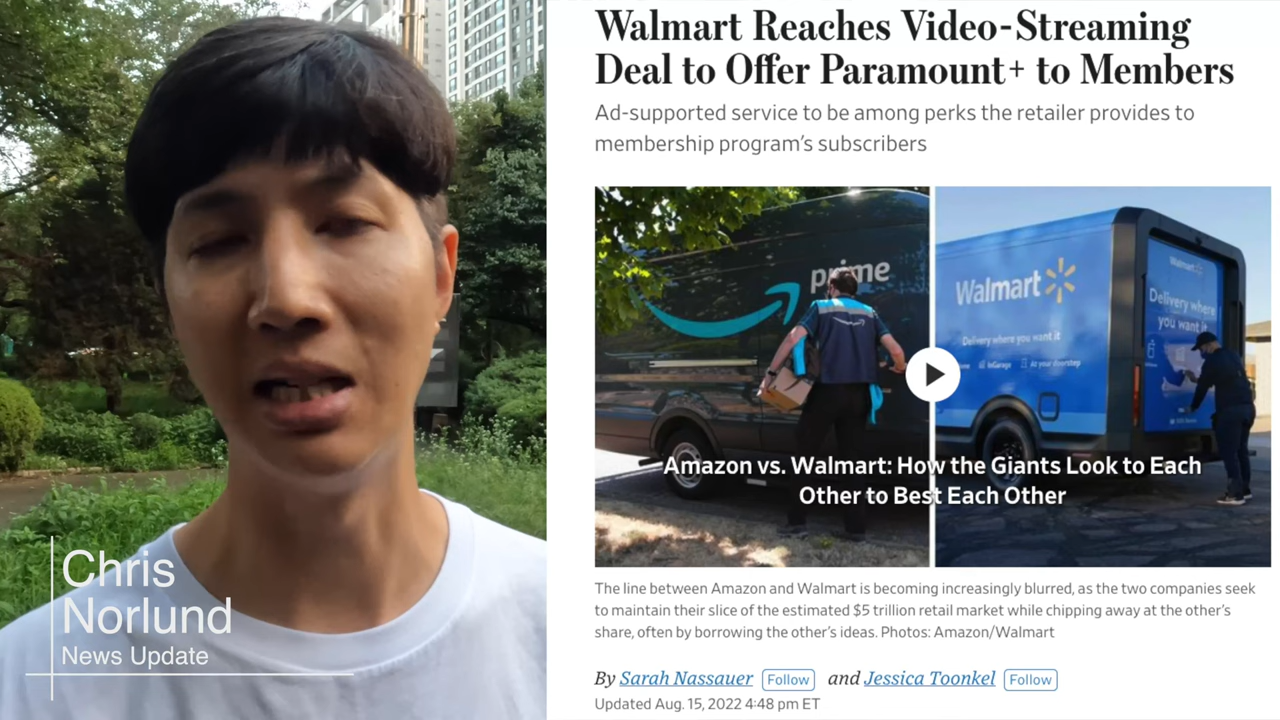 Walmart Reaches Video-Streaming
Deal to Offer Paramount+ to Members
Ad-supported service to be among perks the retailer provides to
membership program's subscribers
prime
Walmart
Delivery where you want it
InGarage
At your doorstep
Walmart
Delivery where
you want it
Amazon vs. Walmart: How the Giants Look to Each
Other to Best Each Other
The line between Amazon and Walmart is becoming increasingly blurred, as the two companies seek
to maintain their slice of the estimated $5 trillion retail market while chipping away at the other's
share, often by borrowing the other's ideas. Photos: Amazon/Walmart
By Sarah Nassauer Follow and Jessica Toonkel Follow
Updated Aug. 15, 2022 4:48 pm ET
Chris
Norlund
News Update